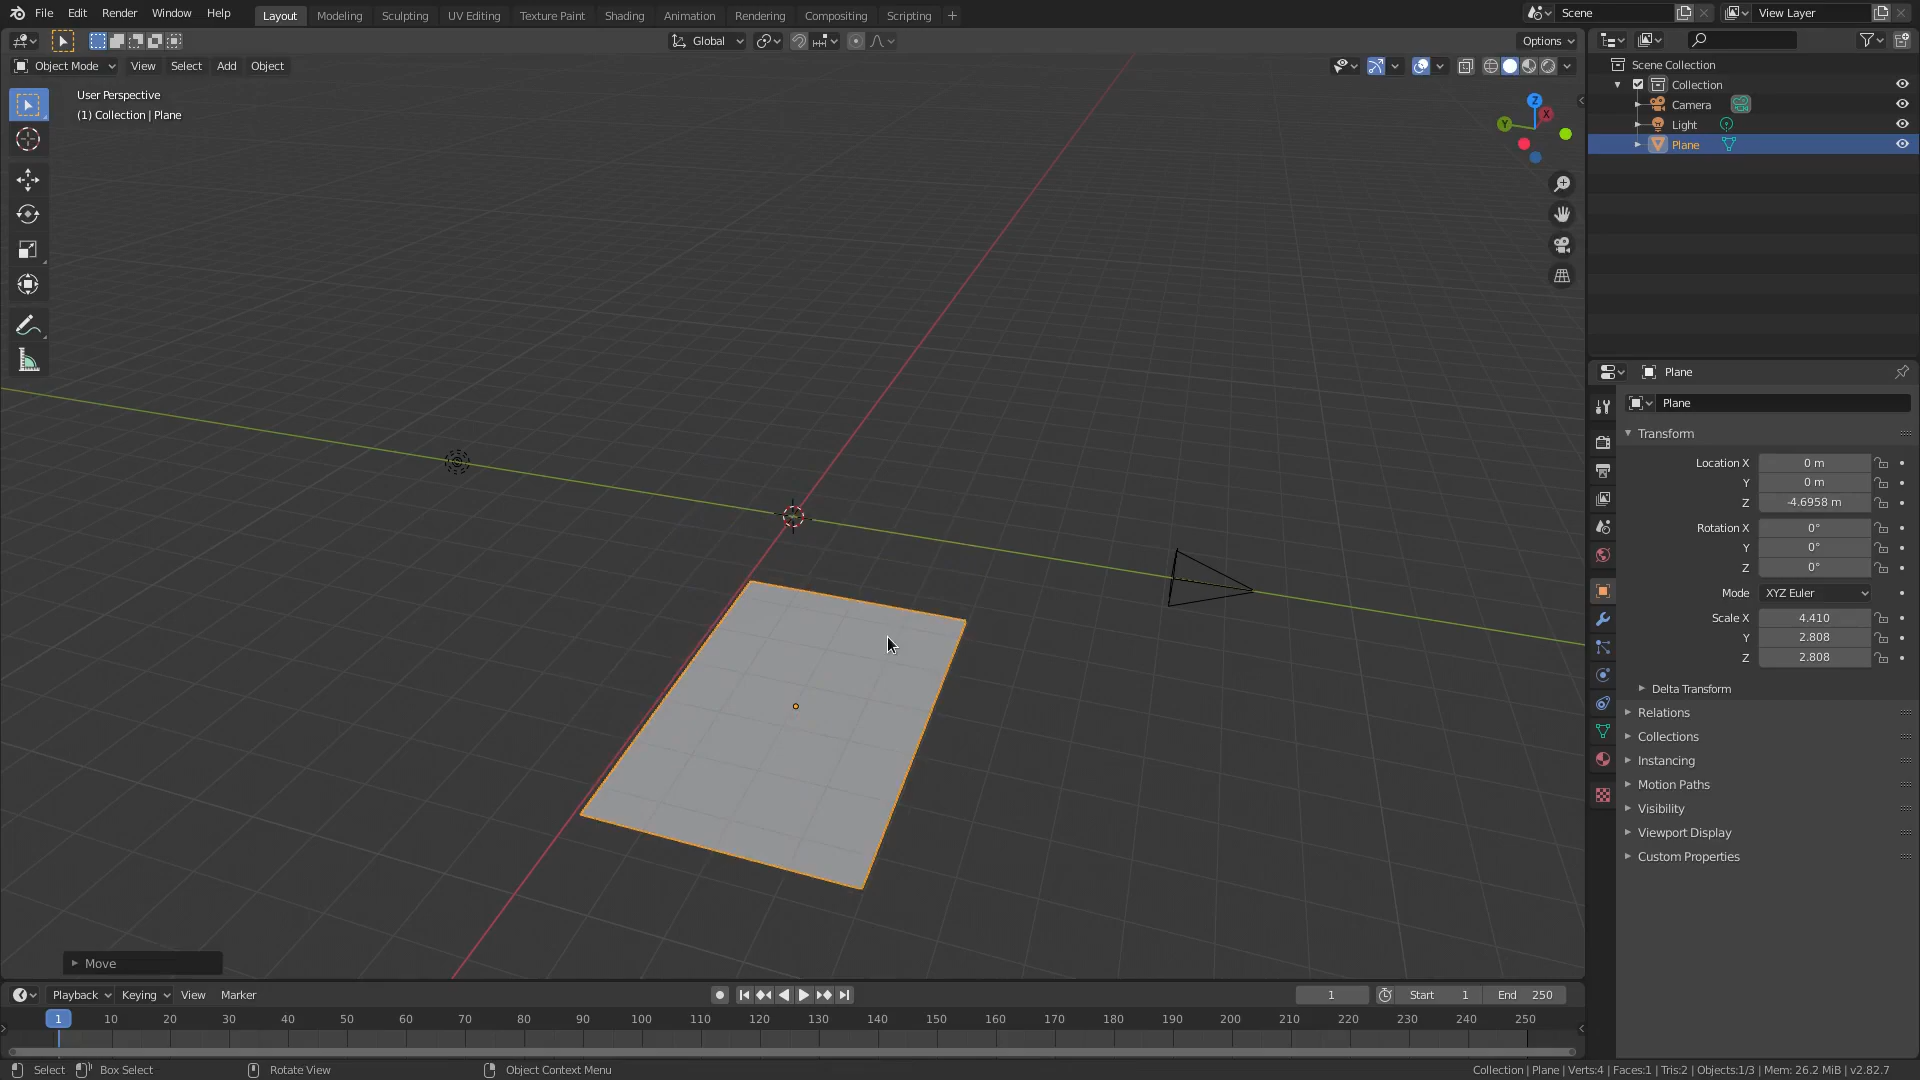 File Edit Render Window Help Layout Modeling Sculpting UV Editing Texture Paint Shading Animation Rendering Compositing Scripting + Scene View Layer
Global Options
Object Mode View Select Add Object
User Perspective
(1) Collection | Plane
Z
X
Y
Scene Collection
Collection
Camera
Light
Plane
Plane
Plane
Transform
Location X 0 m
Y 0 m
Z -4.6958 m
Rotation X 0°
Y 0°
Z 0°
Mode XYZ Euler
Scale X 4.410
Y 2.808
Z 2.808
Delta Transform
Relations
Collections
Instancing
Motion Paths
Visibility
Viewport Display
Custom Properties
Move
Playback Keying View Marker 1 Start 1 End 250
1 10 20 30 40 50 60 70 80 90 100 110 120 130 140 150 160 170 180 190 200 210 220 230 240 250
Select Box Select Rotate View Object Context Menu Collection | Plane | Verts:4 | Faces:1 | Tris:2 | Objects:1/3 | Mem: 26.2 MiB | v2.82.7